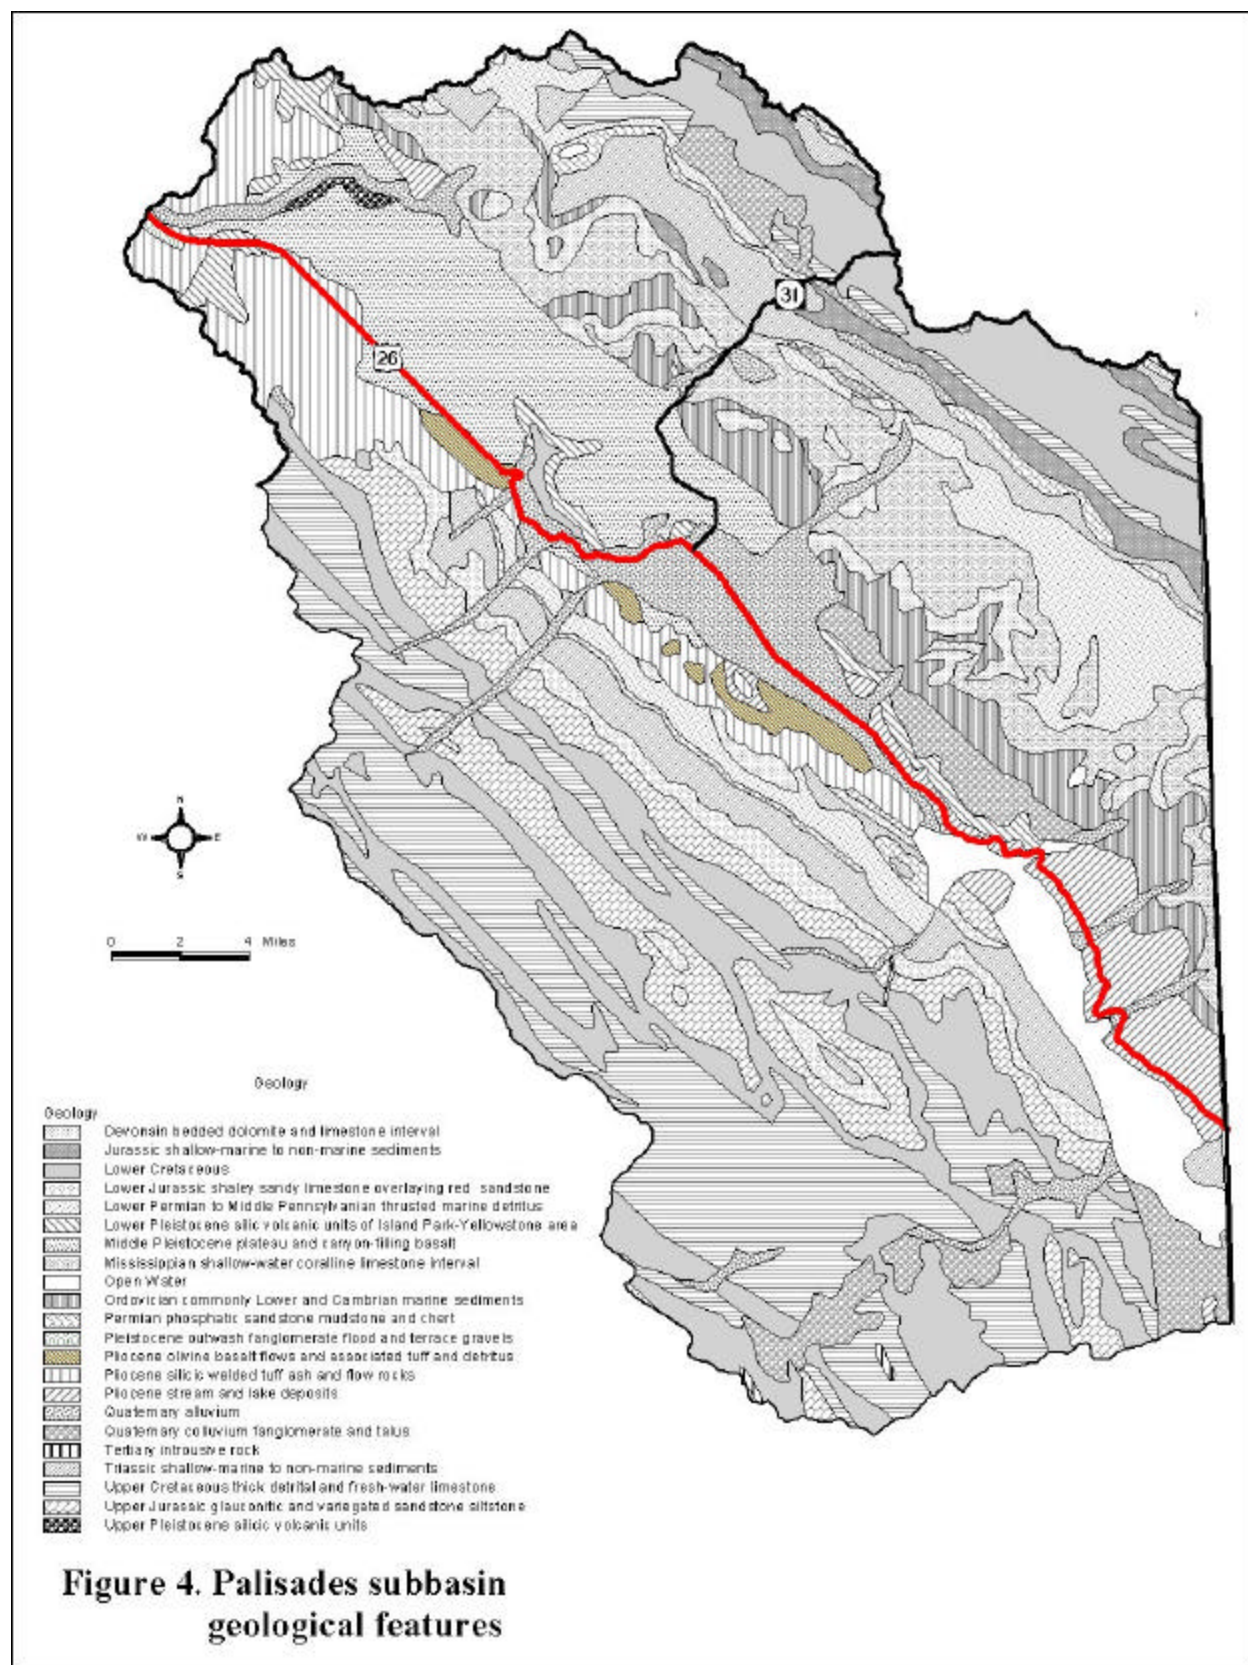 31
26
N
W E
S
0 2 4 Miles
Geology
Geology
Devonain bedded dolomite and limestone interval
Jurassic shallow-marine to non-marine sediments
Lower Cretaceous
Lower Jurassic shaley sandy limestone overlaying red sandstone
Lower Permian to Middle Pennsylvanian thrusted marine detritus
Lower Pleistocene silic volcanic units of Island Park-Yellowstone area
Middle Pleistocene plateau and canyon-filling basalt
Mississippian shallow-water coralline limestone interval
Open Water
Ordovician commonly Lower and Cambrian marine sediments
Permian phosphatic sandstone mudstone and chert
Pleistocene outwash fanglomerate flood and terrace gravels
Pliocene olivine basalt flows and associated tuff and detritus
Pliocene silicic welded tuff ash and flow rocks
Pliocene stream and lake deposits
Quaternary alluvium
Quaternary colluvium fanglomerate and talus
Tertiary intrusive rock
Triassic shallow-marine to non-marine sediments
Upper Cretaceous thick detrital and fresh-water limestone
Upper Jurassic glauconitic and variegated sandstone siltstone
Upper Pleistocene silicic volcanic units
Figure 4. Palisades subbasin
geological features